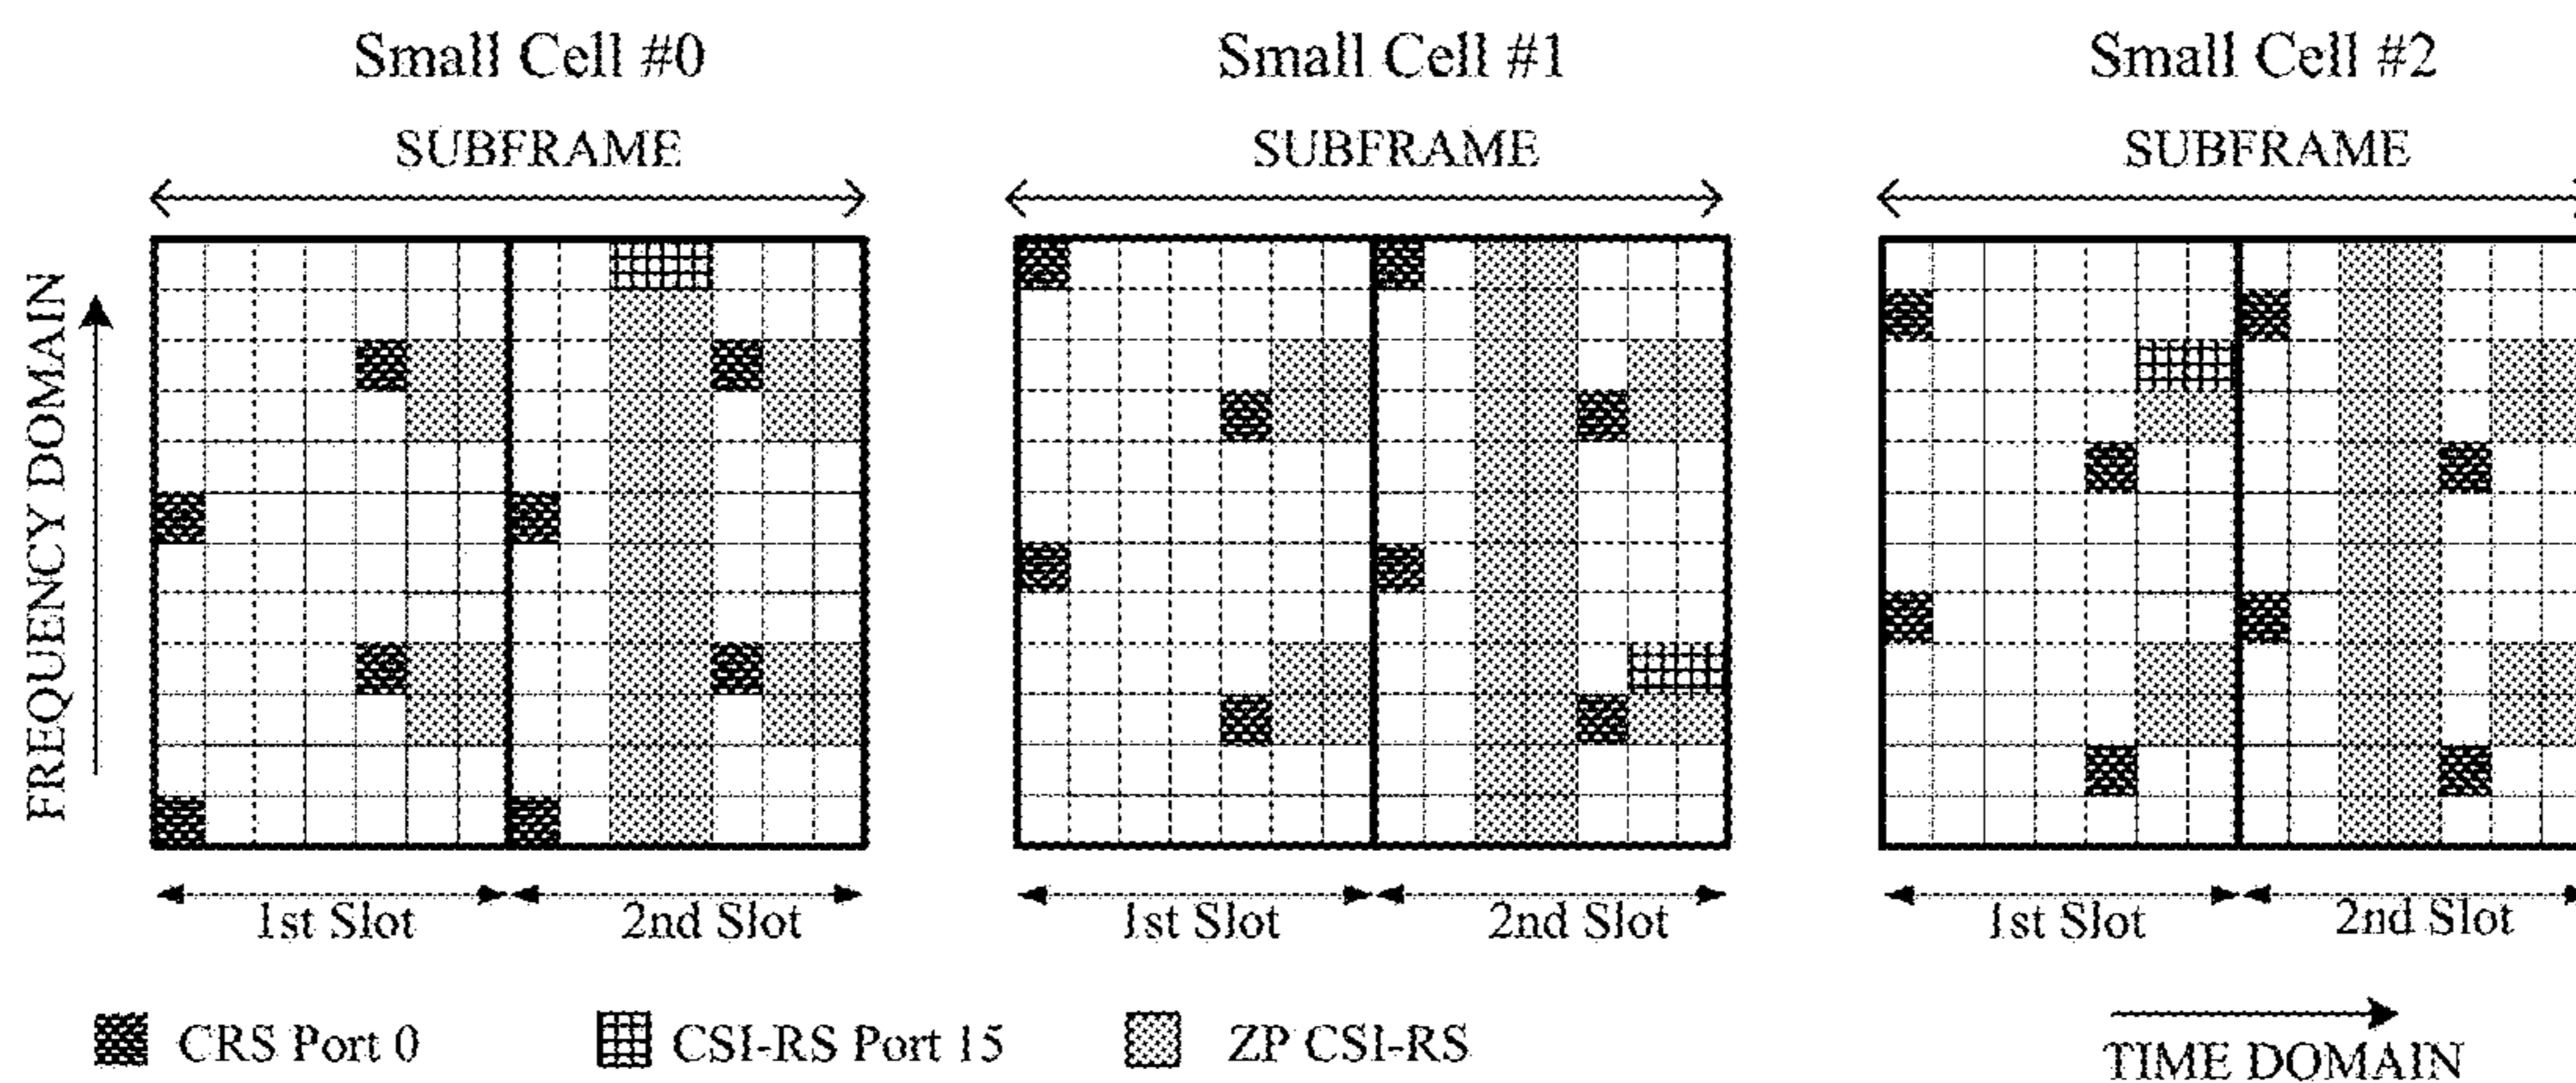 Small Cell #0
Small Cell #1
Small Cell #2
SUBFRAME
SUBFRAME
SUBFRAME
FREQUENCY DOMAIN
1st Slot
2nd Slot
1st Slot
2nd Slot
1st Slot
2nd Slot
CRS Port 0
CSI-RS Port 15
ZP CSI-RS
TIME DOMAIN